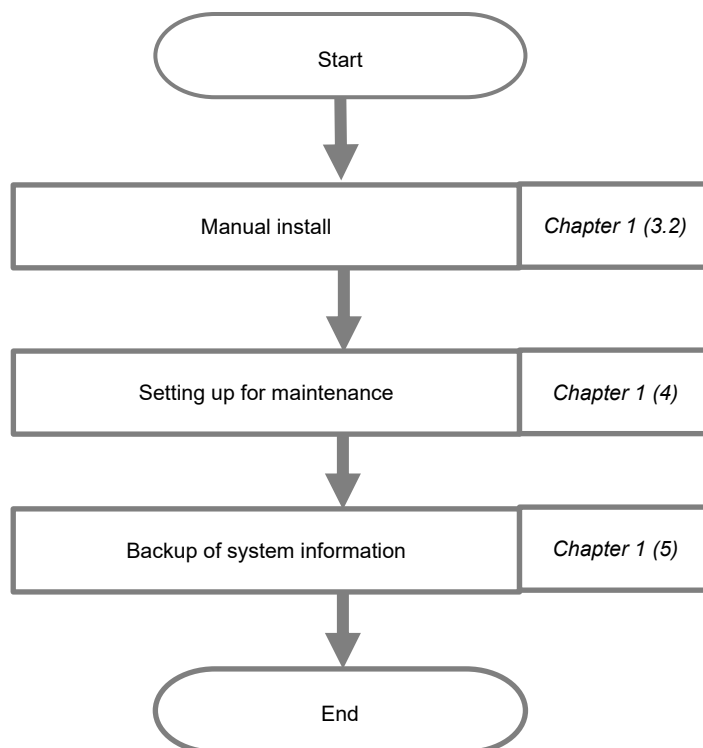 Start
Manual install
Chapter 1 (3.2)
Setting up for maintenance
Chapter 1 (4)
Backup of system information
Chapter 1 (5)
End